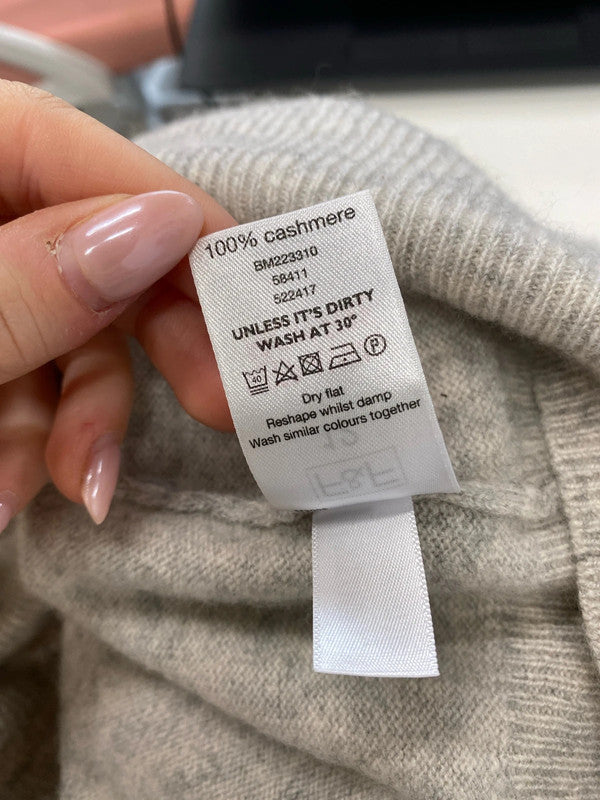 100% cashmere
BM223310
58411
522417
UNLESS IT'S DIRTY
WASH AT 30°
40 P
Dry flat
Reshape whilst damp
Wash similar colours together
F&F